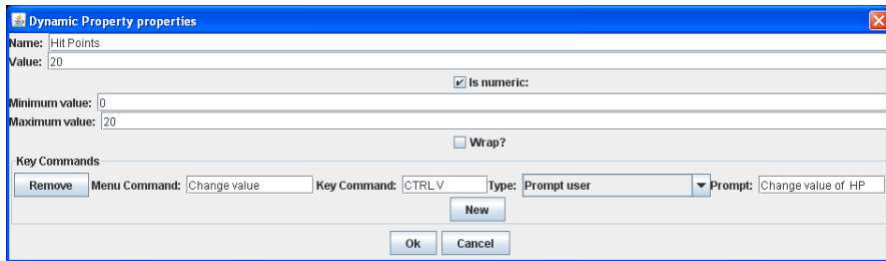 Dynamic Property properties
Name: Hit Points
Value: 20
Is numeric:
Minimum value: 0
Maximum value: 20
Wrap?
Key Commands
Remove Menu Command: Change value Key Command: CTRL V Type: Prompt user Prompt: Change value of HP
New
Ok Cancel